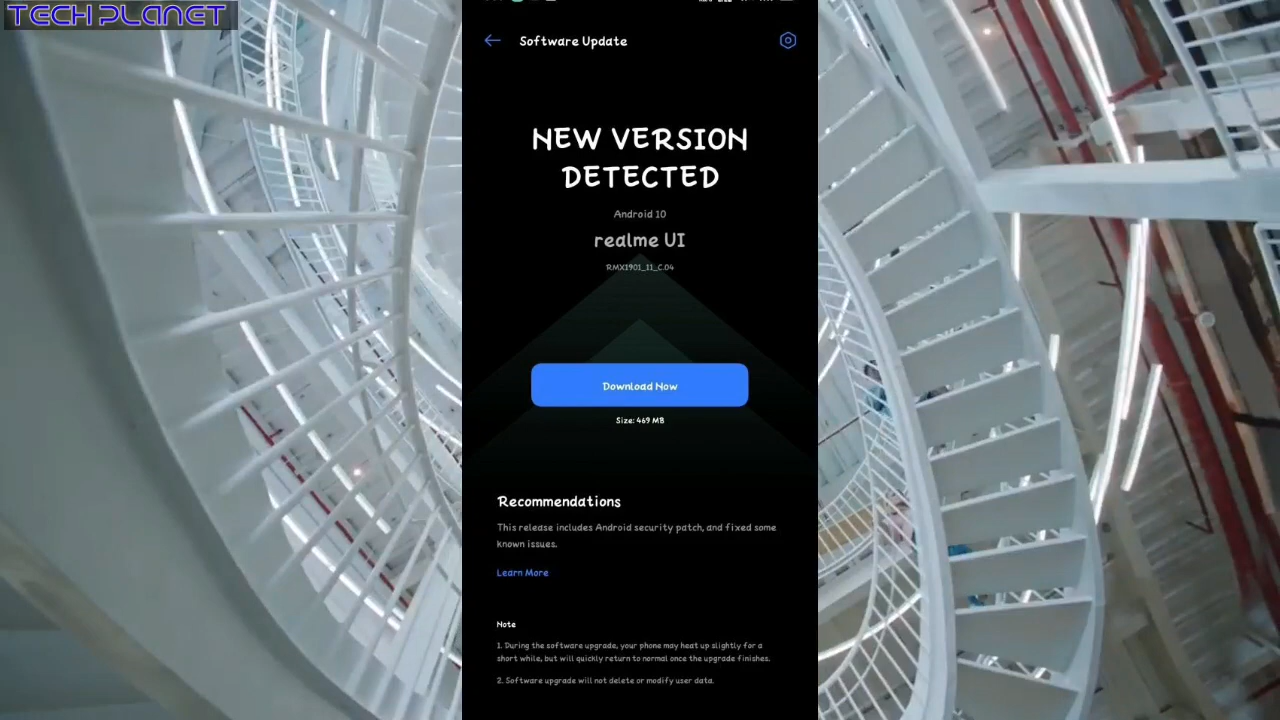 TECH PLANET
Software Update
NEW VERSION
DETECTED
Android 10
realme UI
RMX1901_11_C.04
Download Now
Size: 469 MB
Recommendations
This release includes Android security patch, and fixed some
known issues.
Learn More
Note
1. During the software upgrade, your phone may heat up slightly for a
short while, but will quickly return to normal once the upgrade finishes.
2. Software upgrade will not delete or modify user data.